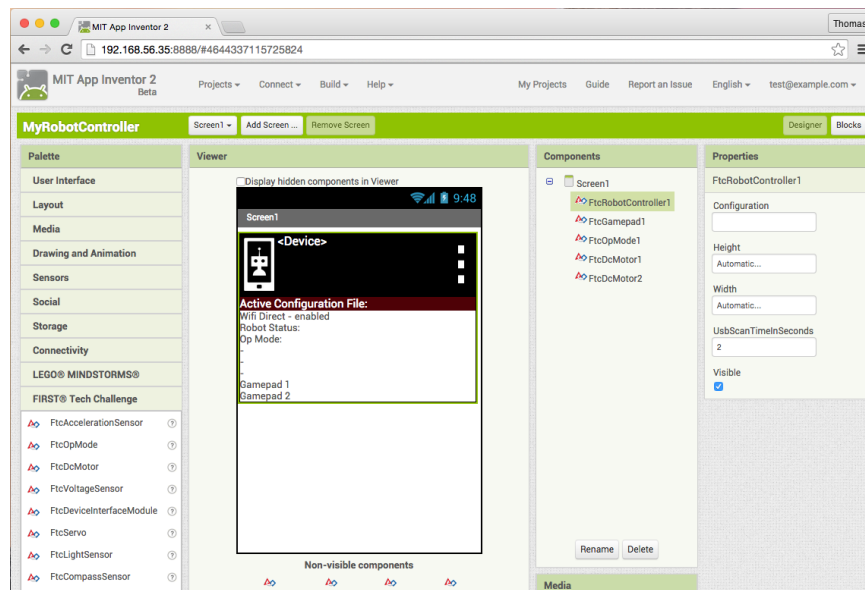 MIT App Inventor 2
Thomas
192.168.56.35:8888/#4644337115725824
MIT App Inventor 2
Beta
Projects Connect Build Help My Projects Guide Report an Issue English test@example.com
MyRobotController Screen1 Add Screen ... Remove Screen Designer Blocks
Palette
User Interface
Layout
Media
Drawing and Animation
Sensors
Social
Storage
Connectivity
LEGO® MINDSTORMS®
FIRST® Tech Challenge
FtcAccelerationSensor
FtcOpMode
FtcDcMotor
FtcVoltageSensor
FtcDeviceInterfaceModule
FtcServo
FtcLightSensor
FtcCompassSensor
Viewer
Display hidden components in Viewer
9:48
Screen1
<Device>
Active Configuration File:
Wifi Direct - enabled
Robot Status:
Op Mode:
-
-
-
Gamepad 1
Gamepad 2
Non-visible components
Components
Screen1
FtcRobotController1
FtcGamepad1
FtcOpMode1
FtcDcMotor1
FtcDcMotor2
Rename Delete
Media
Properties
FtcRobotController1
Configuration
Height
Automatic...
Width
Automatic...
UsbScanTimeInSeconds
2
Visible